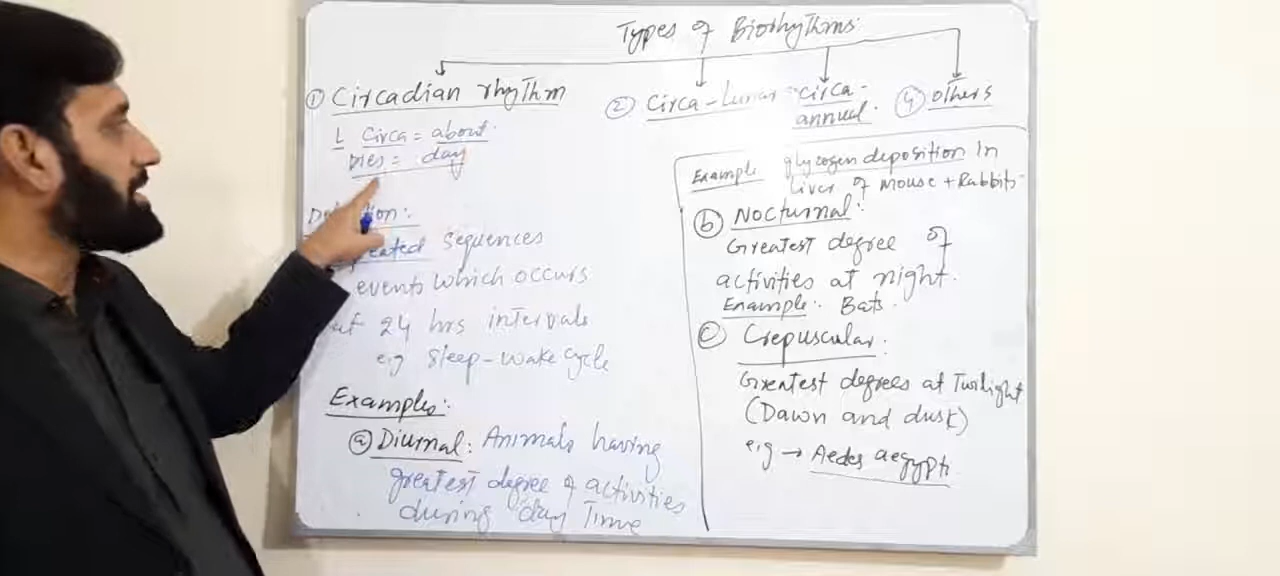 Types of Biorhythms:
① Circadian rhythm
② Circa-Lunar
circa-
annual.
④ others
L Circa = about.
Dies = day
tion:
eated sequences
events which occurs
24 hrs intervals
e.g Sleep-wake cycle
Examples:
ⓐ Diurnal: Animals having
greatest degree of activities
during day Time
Example glycogen deposition in
liver of mouse + Rabbits
ⓑ Nocturnal:
Greatest degree of
activities at night.
Example:. Bats.
ⓒ Crepuscular:
Greatest degrees at Twilight
(Dawn and dusk)
e.g → Aedes aegypti